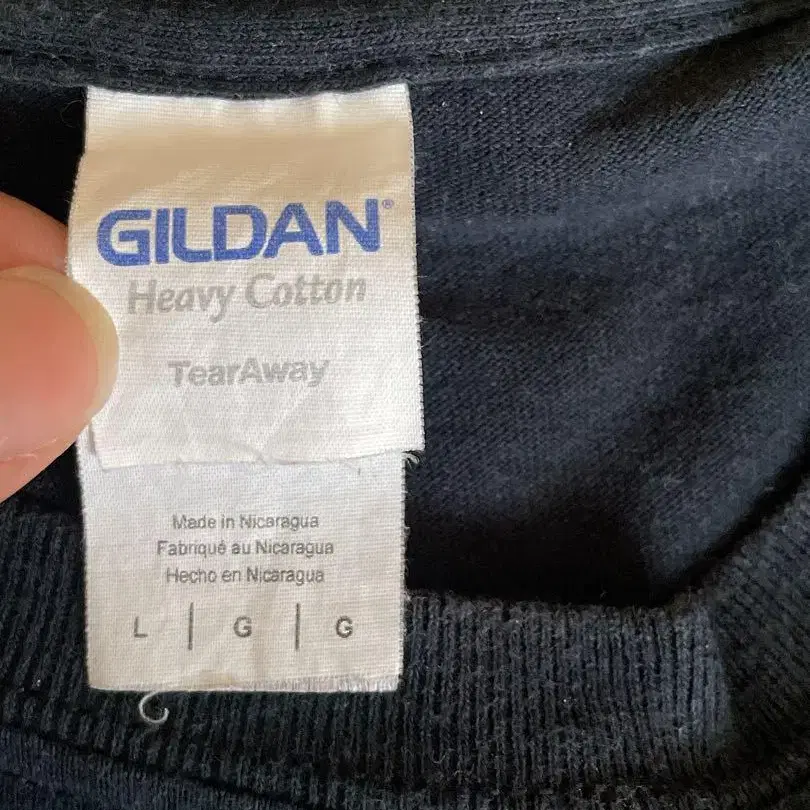 GILDAN®
Heavy Cotton
TearAway
Made in Nicaragua
Fabriqué au Nicaragua
Hecho en Nicaragua
L | G | G